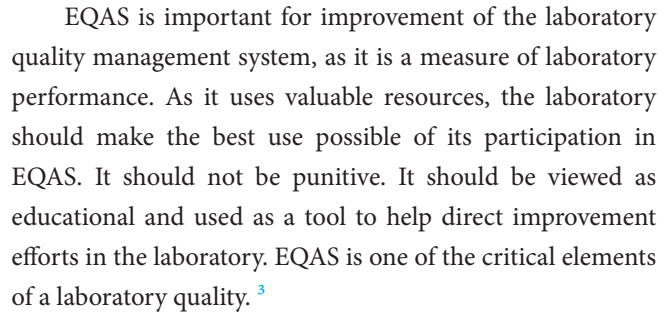 EQAS is important for improvement of the laboratory
quality management system, as it is a measure of laboratory
performance. As it uses valuable resources, the laboratory
should make the best use possible of its participation in
EQAS. It should not be punitive. It should be viewed as
educational and used as a tool to help direct improvement
efforts in the laboratory. EQAS is one of the critical elements
of a laboratory quality. 3